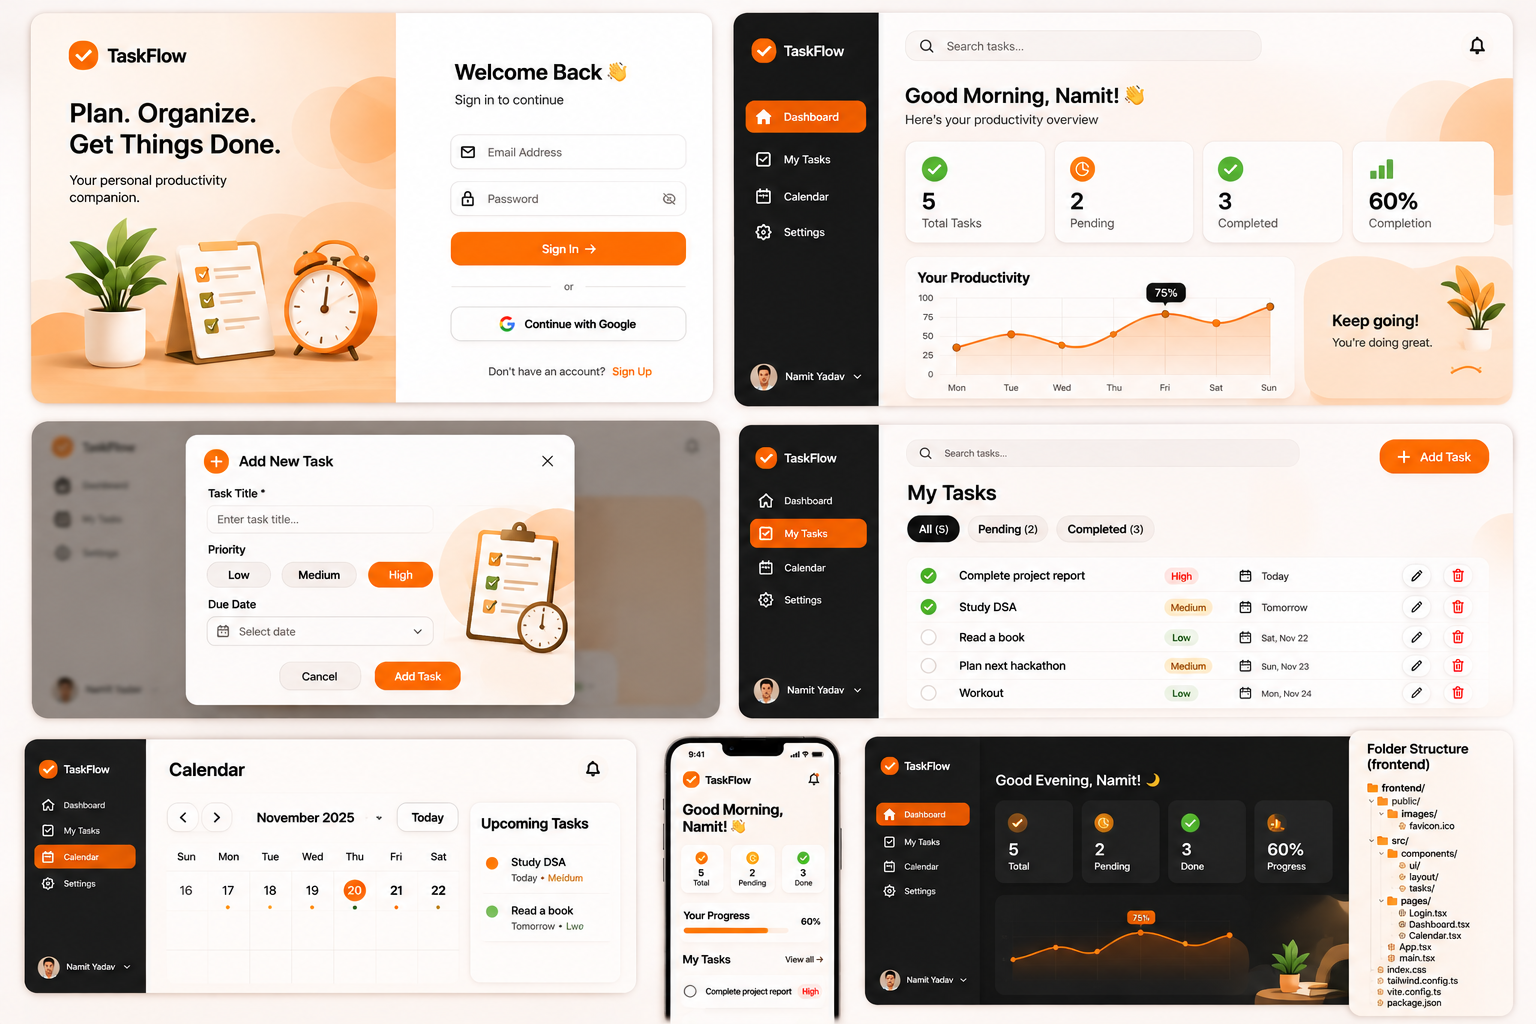 TaskFlow
Plan. Organize.
Get Things Done.
Your personal productivity
companion.
Welcome Back 👋
Sign in to continue
Email Address
Password
Sign In →
or
Continue with Google
Don't have an account? Sign Up
TaskFlow
Dashboard
My Tasks
Calendar
Settings
Namit Yadav
Search tasks...
Good Morning, Namit! 👋
Here's your productivity overview
5
Total Tasks
2
Pending
3
Completed
60%
Completion
Your Productivity
100
75
50
25
0
75%
Mon Tue Wed Thu Fri Sat Sun
Keep going!
You're doing great.
TaskFlow
Dashboard
My Tasks
Settings
Namit Yadav
Add New Task
Task Title *
Enter task title...
Priority
Low Medium High
Due Date
Select date
Cancel Add Task
TaskFlow
Dashboard
My Tasks
Calendar
Settings
Namit Yadav
Search tasks...
+ Add Task
My Tasks
All (S) Pending (2) Completed (3)
Complete project report High Today
Study DSA Medium Tomorrow
Read a book Low Sat, Nov 22
Plan next hackathon Medium Sun, Nov 23
Workout Low Mon, Nov 24
TaskFlow
Dashboard
My Tasks
Calendar
Settings
Namit Yadav
Calendar
November 2025 Today
Sun Mon Tue Wed Thu Fri Sat
16 17 18 19 20 21 22
Upcoming Tasks
Study DSA
Today • Meldum
Read a book
Tomorrow • Lwo
9:41
TaskFlow
Good Morning,
Namit! 👋
5
Total
2
Pending
3
Done
Your Progress
60%
My Tasks View all →
Complete project report High
TaskFlow
Dashboard
My Tasks
Calendar
Settings
Namit Yadav
Good Evening, Namit! 🌙
5
Total
2
Pending
3
Done
60%
Progress
75%
Folder Structure
(frontend)
frontend/
public/
images/
favicon.ico
src/
components/
ui/
layout/
tasks/
pages/
Login.tsx
Dashboard.tsx
Calendar.tsx
App.tsx
main.tsx
index.css
tailwind.config.ts
vite.config.ts
package.json